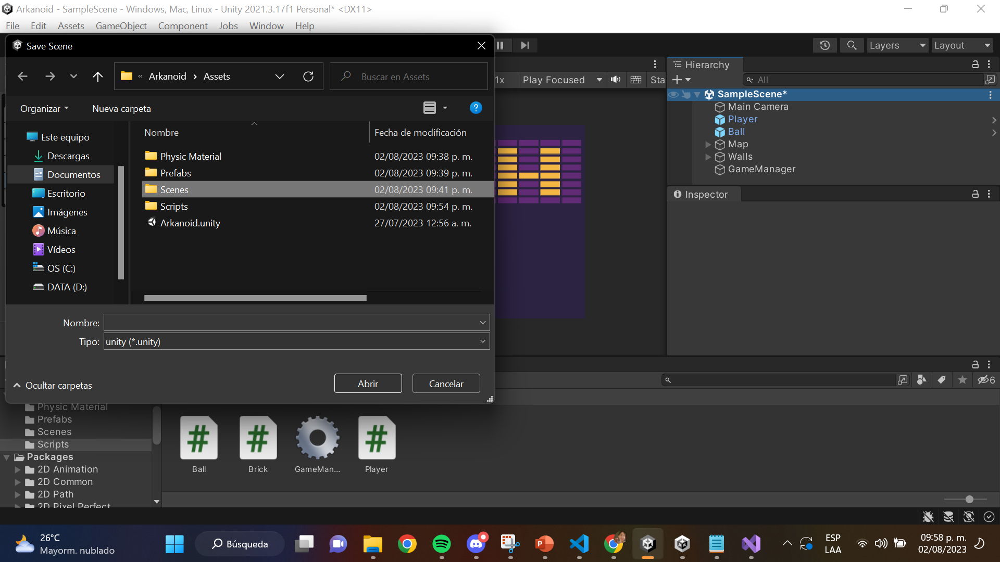 Arkanoid - SampleScene - Windows, Mac, Linux - Unity 2021.3.17f1 Personal* <DX11>
File Edit Assets GameObject Component Jobs Window Help
Save Scene
Layers Layout
« Arkanoid > Assets
Buscar en Assets
Hierarchy
1x Play Focused Sta
All
Organizar Nueva carpeta
SampleScene*
Main Camera
Player
Ball
Map
Walls
GameManager
Inspector
Este equipo
Descargas
Documentos
Escritorio
Imágenes
Música
Vídeos
OS (C:)
DATA (D:)
Nombre Fecha de modificación
Physic Material 02/08/2023 09:38 p. m.
Prefabs 02/08/2023 09:39 p. m.
Scenes 02/08/2023 09:41 p. m.
Scripts 02/08/2023 09:54 p. m.
Arkanoid.unity 27/07/2023 12:56 a. m.
Nombre:
Tipo: unity (*.unity)
Ocultar carpetas
Abrir Cancelar
6
Physic Material
Prefabs
Scenes
Scripts
Packages
2D Animation
2D Common
2D Path
2D Pixel Perfect
# # #
Ball Brick GameMan... Player
26°C
Mayorm. nublado
Búsqueda
ESP
LAA
09:58 p. m.
02/08/2023